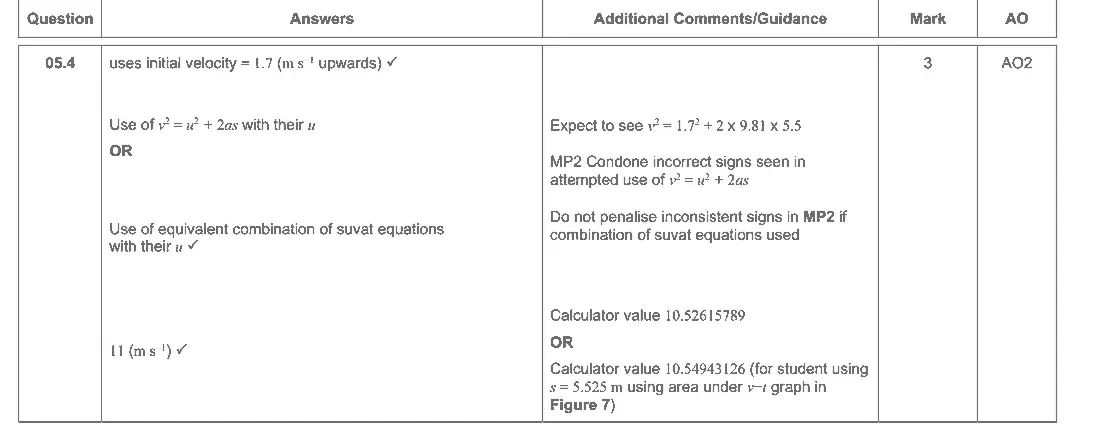 Question Answers Additional Comments/Guidance Mark AO
05.4 uses initial velocity = 1.7 (m s⁻¹ upwards) ✓ 3 AO2
Use of v² = u² + 2as with their u
Expect to see v² = 1.7² + 2 x 9.81 x 5.5
OR
MP2 Condone incorrect signs seen in
attempted use of v² = u² + 2as
Use of equivalent combination of suvat equations
with their u ✓
Do not penalise inconsistent signs in MP2 if
combination of suvat equations used
11 (m s⁻¹) ✓
Calculator value 10.52615789
OR
Calculator value 10.54943126 (for student using
s = 5.525 m using area under v–t graph in
Figure 7)